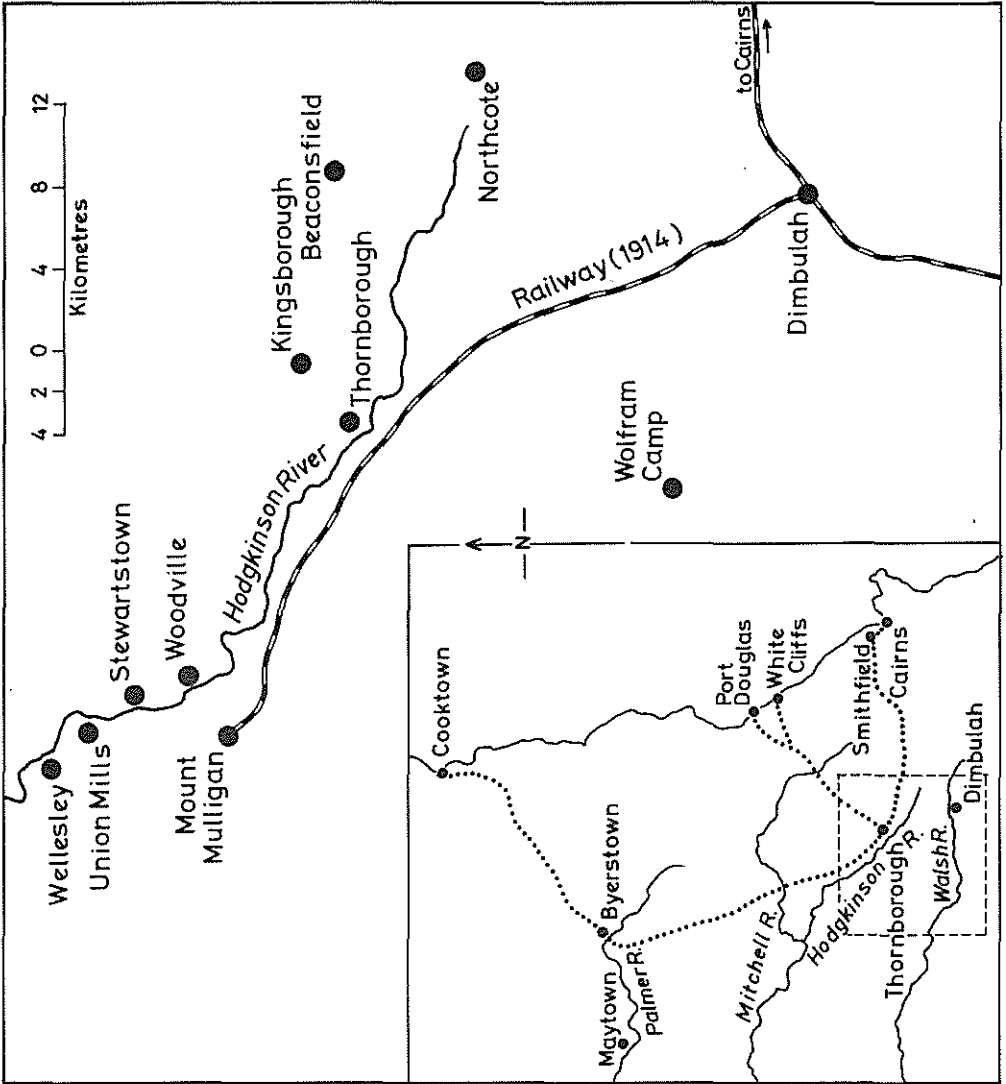 4 2 0 4 8 12
Kilometres
Wellesley
Union Mills
Stewartstown
Woodville
Mount
Mulligan
Hodgkinson River
Kingsborough
Beaconsfield
Thornborough
Northcote
Railway (1914)
to Cairns
Dimbulah
Wolfram
Camp
N
Cooktown
Byerstown
Maytown
Palmer R.
Port
Douglas
White
Cliffs
Smithfield
Cairns
Mitchell R.
Hodgkinson R.
Thornborough
Walsh R.
Dimbulah